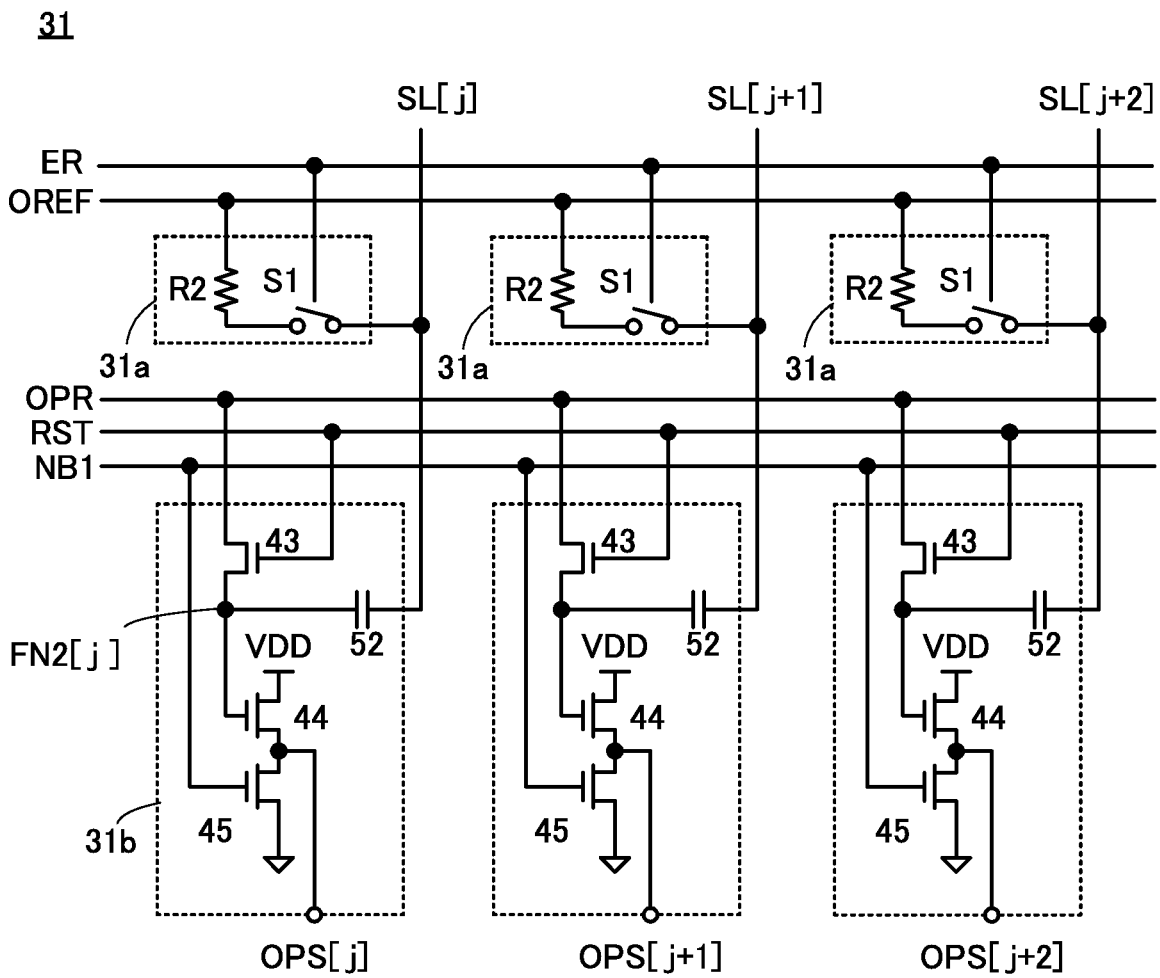 31
SL[j] SL[j+1] SL[j+2]
ER
OREF
R2 S1 R2 S1 R2 S1
31a 31a 31a
OPR
RST
NB1
43 43 43
52 52 52
FN2[j] VDD VDD VDD
44 44 44
45 45 45
31b
OPS[j] OPS[j+1] OPS[j+2]